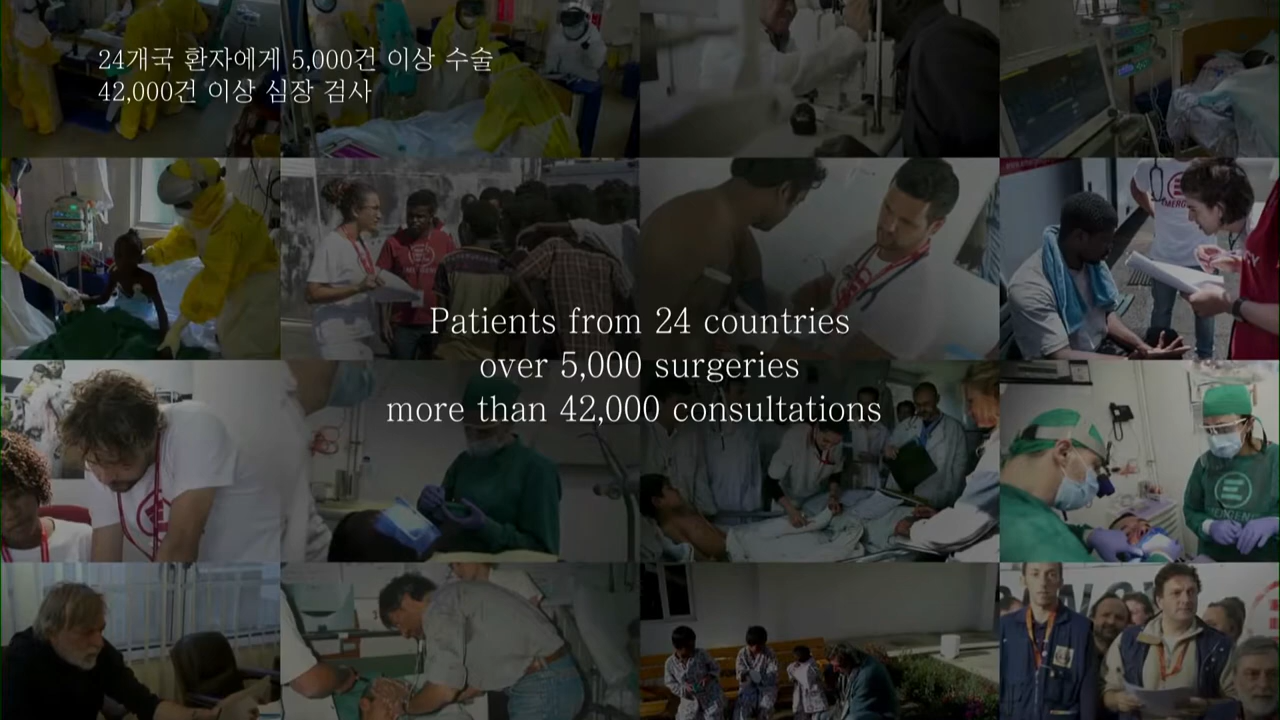 24개국 환자에게 5,000건 이상 수술
42,000건 이상 심장 검사
Patients from 24 countries
over 5,000 surgeries
more than 42,000 consultations